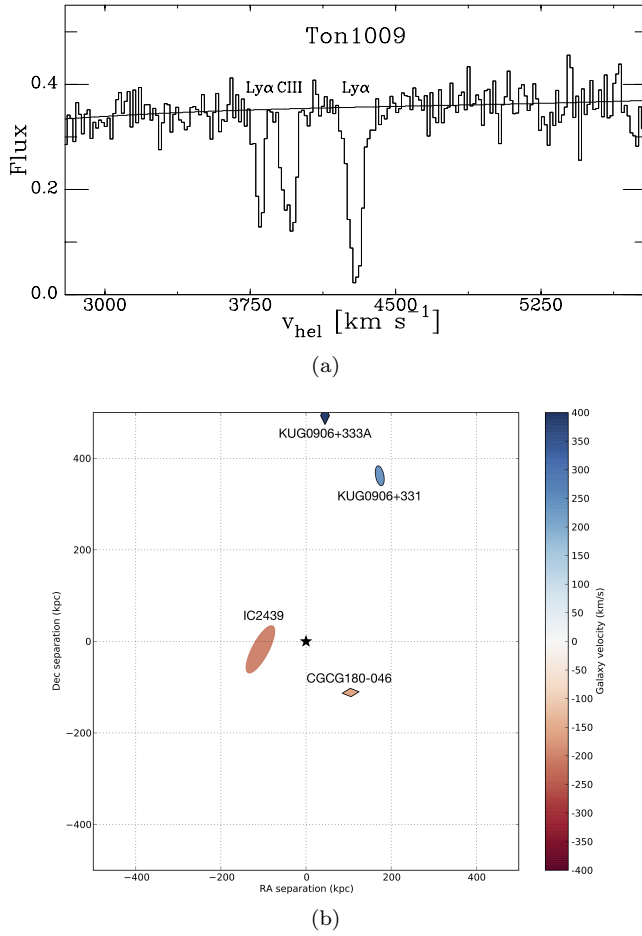 Ton1009
Lyα CIII Lyα
0.4
0.2
0.0
Flux
3000 3750 4500 5250
v_hel [km s⁻¹]
(a)
KUG0906+333A
KUG0906+331
IC2439
CGCG180-046
400
200
0
−200
−400
Dec separation (kpc)
−400 −200 0 200 400
RA separation (kpc)
400
350
300
250
200
150
100
50
0
-50
-100
-150
-200
-250
-300
-350
-400
Galaxy velocity (km/s)
(b)